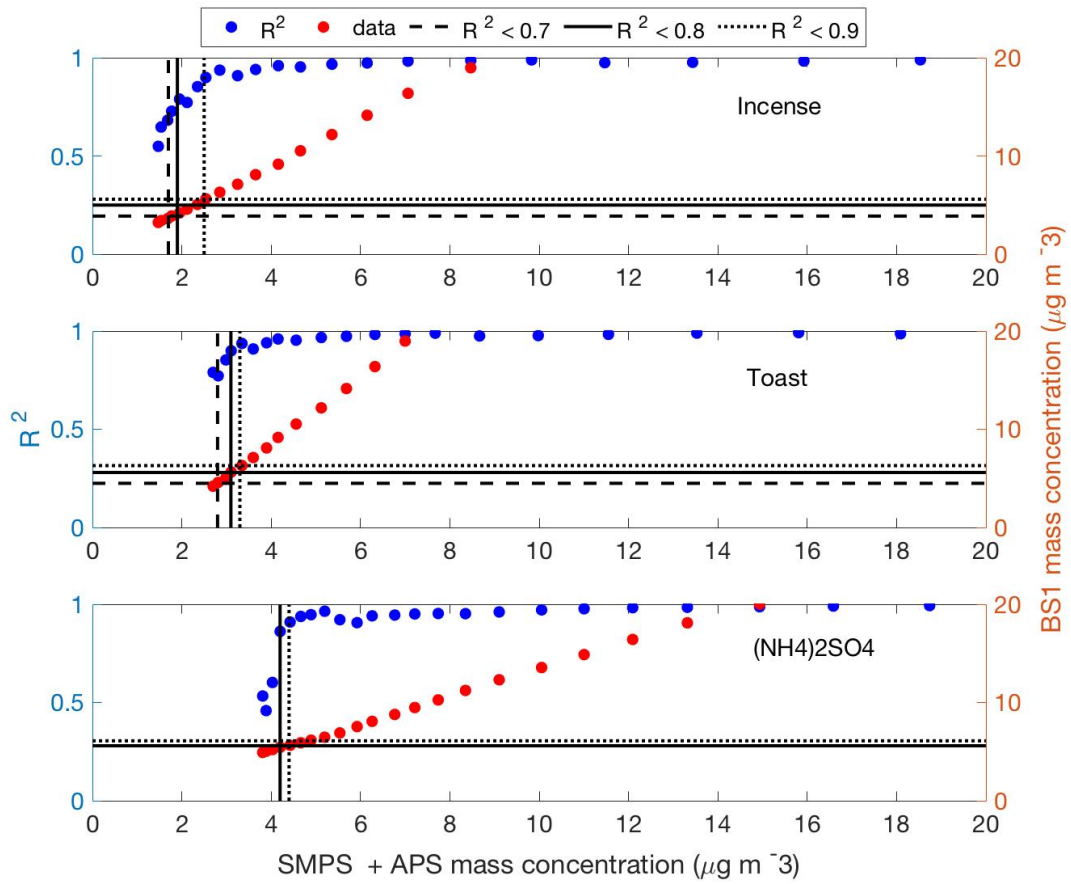 R² data R² < 0.7 R² < 0.8 R² < 0.9
1 20
Incense
0.5 10
0 0
0 2 4 6 8 10 12 14 16 18 20
1 20
Toast
0.5 10
0 0
0 2 4 6 8 10 12 14 16 18 20
1 20
(NH4)2SO4
0.5 10
0 0
0 2 4 6 8 10 12 14 16 18 20
R²
BS1 mass concentration (μg m ¯3)
SMPS + APS mass concentration (μg m ¯3)